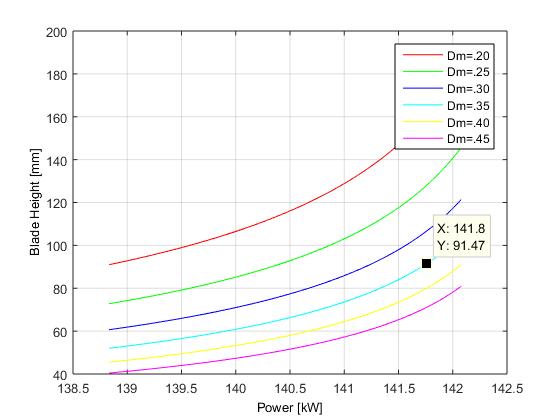 200
180
160
140
120
100
80
60
40
Blade Height [mm]
Dm=.20
Dm=.25
Dm=.30
Dm=.35
Dm=.40
Dm=.45
X: 141.8
Y: 91.47
138.5 139 139.5 140 140.5 141 141.5 142 142.5
Power [kW]